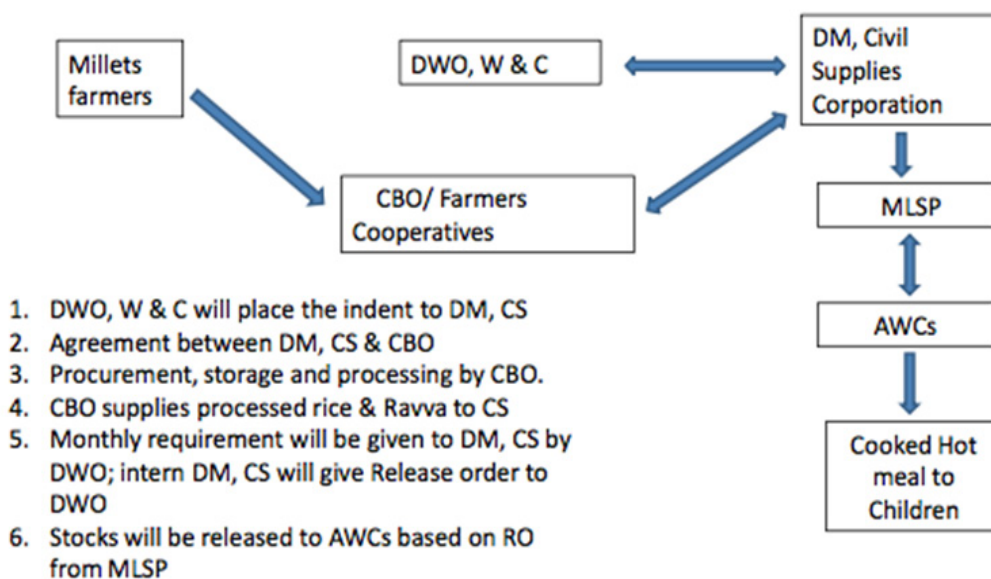 Millets
farmers
DWO, W & C
DM, Civil
Supplies
Corporation
CBO/ Farmers
Cooperatives
MLSP
AWCs
Cooked Hot
meal to
Children
1. DWO, W & C will place the indent to DM, CS
2. Agreement between DM, CS & CBO
3. Procurement, storage and processing by CBO.
4. CBO supplies processed rice & Ravva to CS
5. Monthly requirement will be given to DM, CS by
DWO; intern DM, CS will give Release order to
DWO
6. Stocks will be released to AWCs based on RO
from MLSP